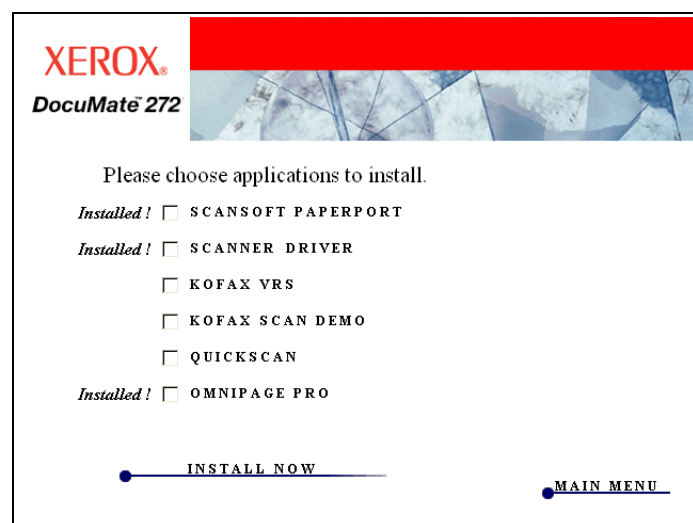 XEROX®
DocuMate™ 272
Please choose applications to install.
Installed ! SCANSOFT PAPERPORT
Installed ! SCANNER DRIVER
KOFAX VRS
KOFAX SCAN DEMO
QUICKSCAN
Installed ! OMNIPAGE PRO
INSTALL NOW
MAIN MENU